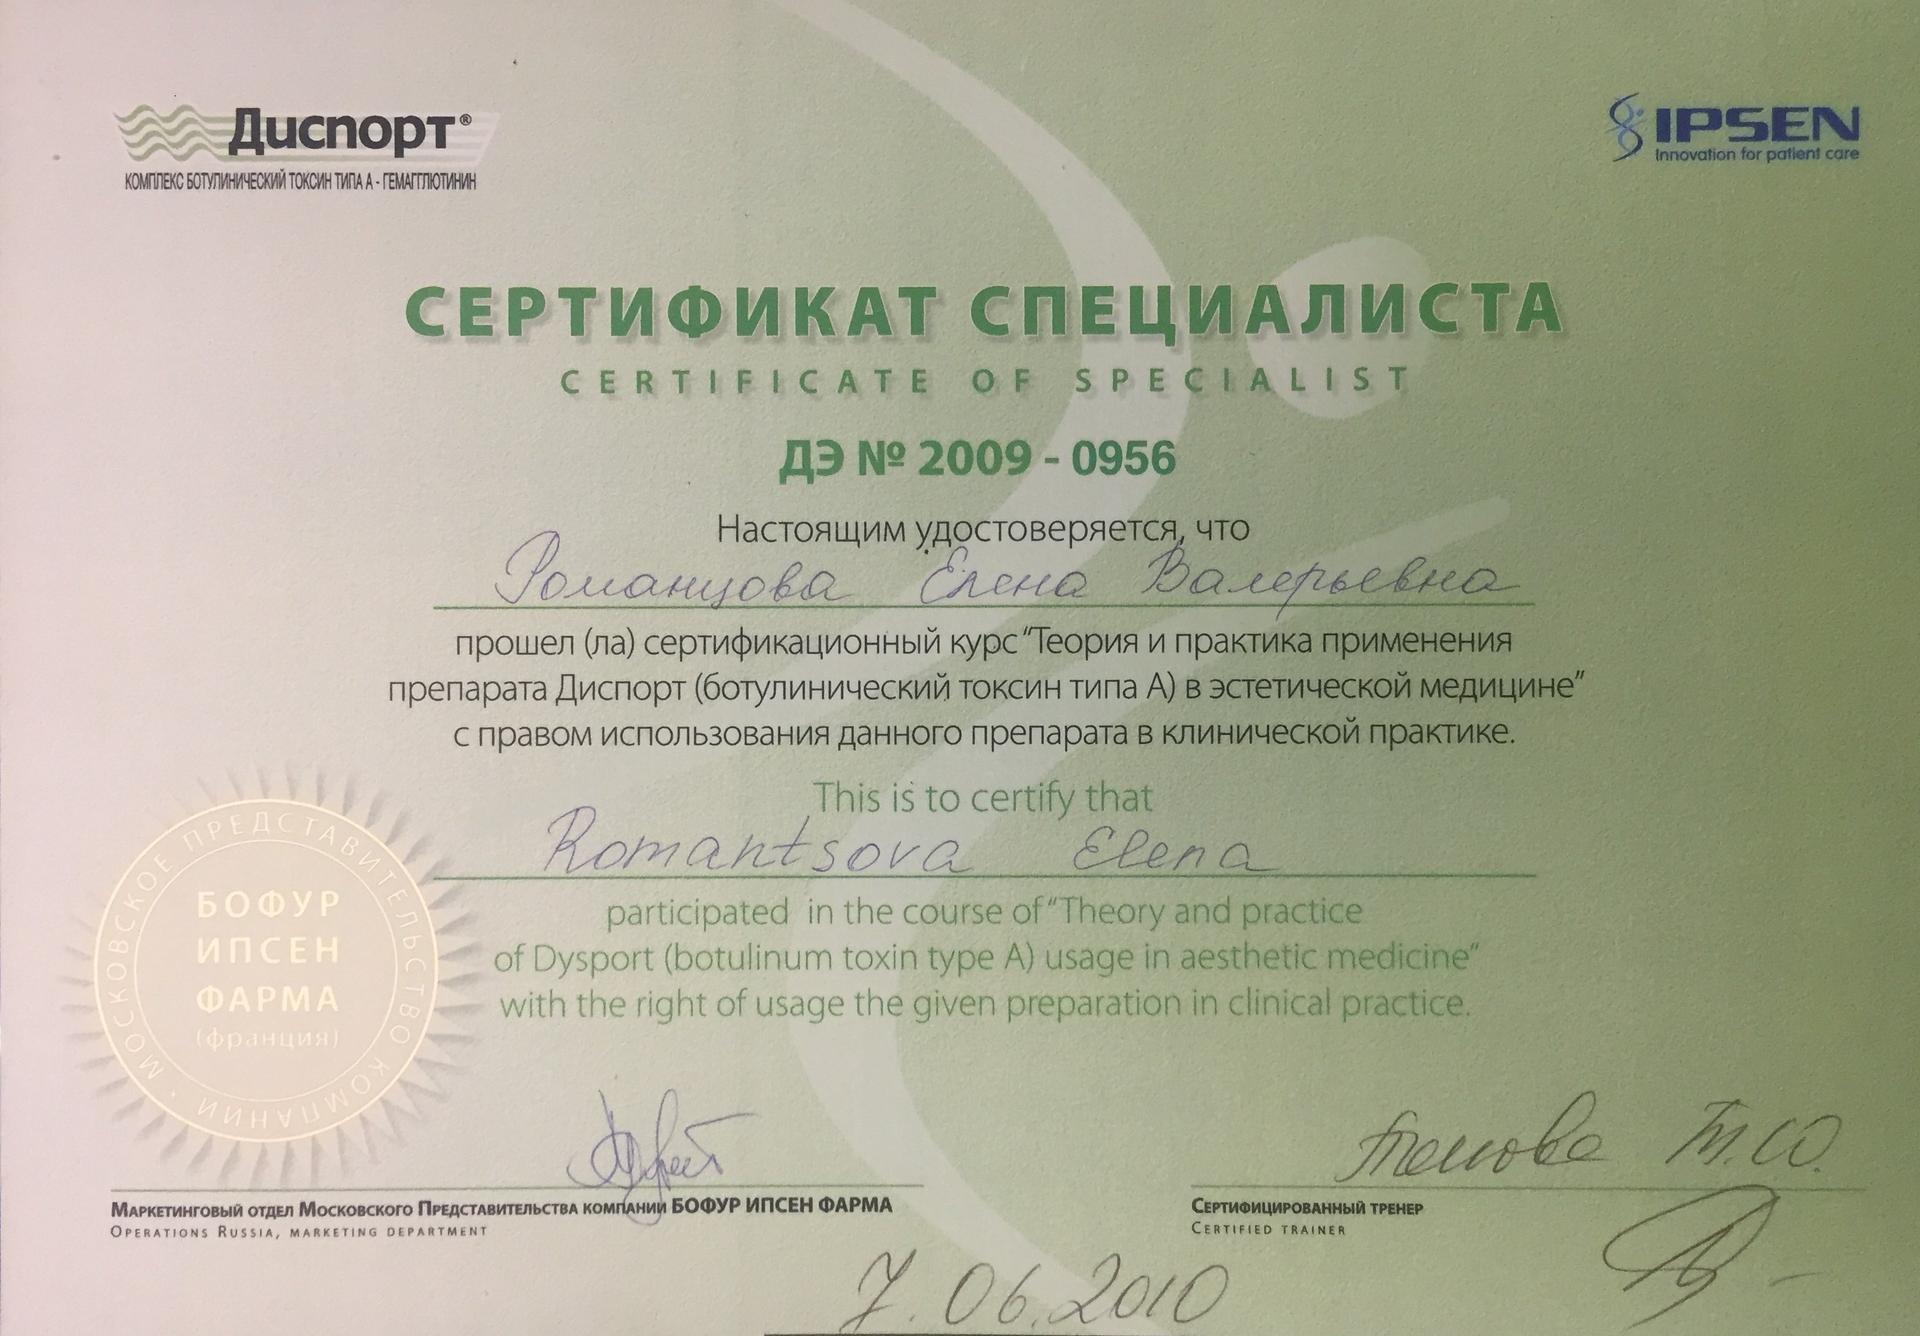 Диспорт®
КОМПЛЕКС БОТУЛИНИЧЕСКИЙ ТОКСИН ТИПА А - ГЕМАГГЛЮТИНИН
IPSEN
Innovation for patient care
СЕРТИФИКАТ СПЕЦИАЛИСТА
CERTIFICATE OF SPECIALIST
ДЭ № 2009 - 0956
Настоящим удостоверяется, что
Романцова Елена Валерьевна
прошел (ла) сертификационный курс "Теория и практика применения
препарата Диспорт (ботулинический токсин типа А) в эстетической медицине"
с правом использования данного препарата в клинической практике.
This is to certify that
Romantsova Elena
participated in the course of "Theory and practice
of Dysport (botulinum toxin type A) usage in aesthetic medicine"
with the right of usage the given preparation in clinical practice.
МОСКОВСКОЕ ПРЕДСТАВИТЕЛЬСТВО КОМПАНИИ
БОФУР
ИПСЕН
ФАРМА
(франция)
Т.Ю.
Маркетинговый отдел Московского Представительства компании БОФУР ИПСЕН ФАРМА
Operations Russia, marketing department
Сертифицированный тренер
Certified trainer
7.06.2010